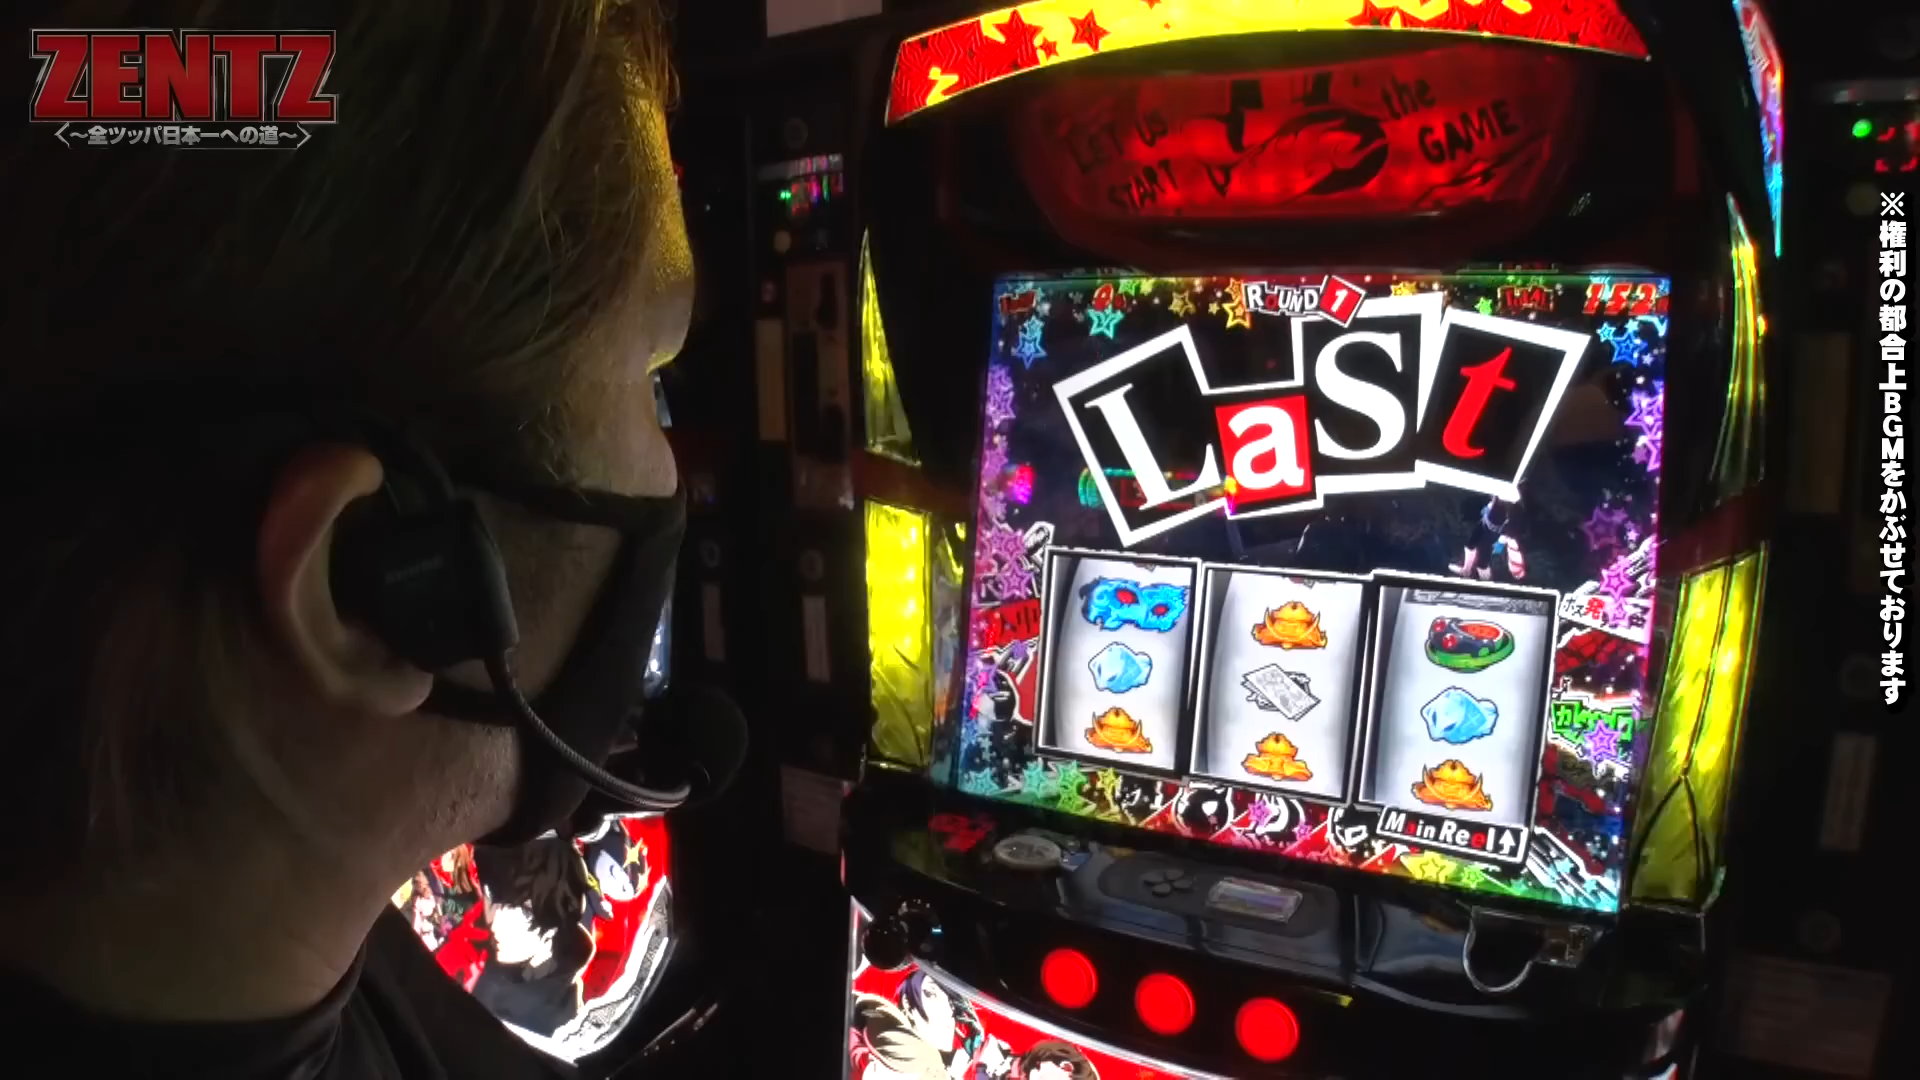 ZENTZ
〈～全ツッパ日本一への道～〉
※権利の都合上BGMをかぶせております
LET US
START
the
GAME
ROUND 1
152
LaSt
Main Reel↑